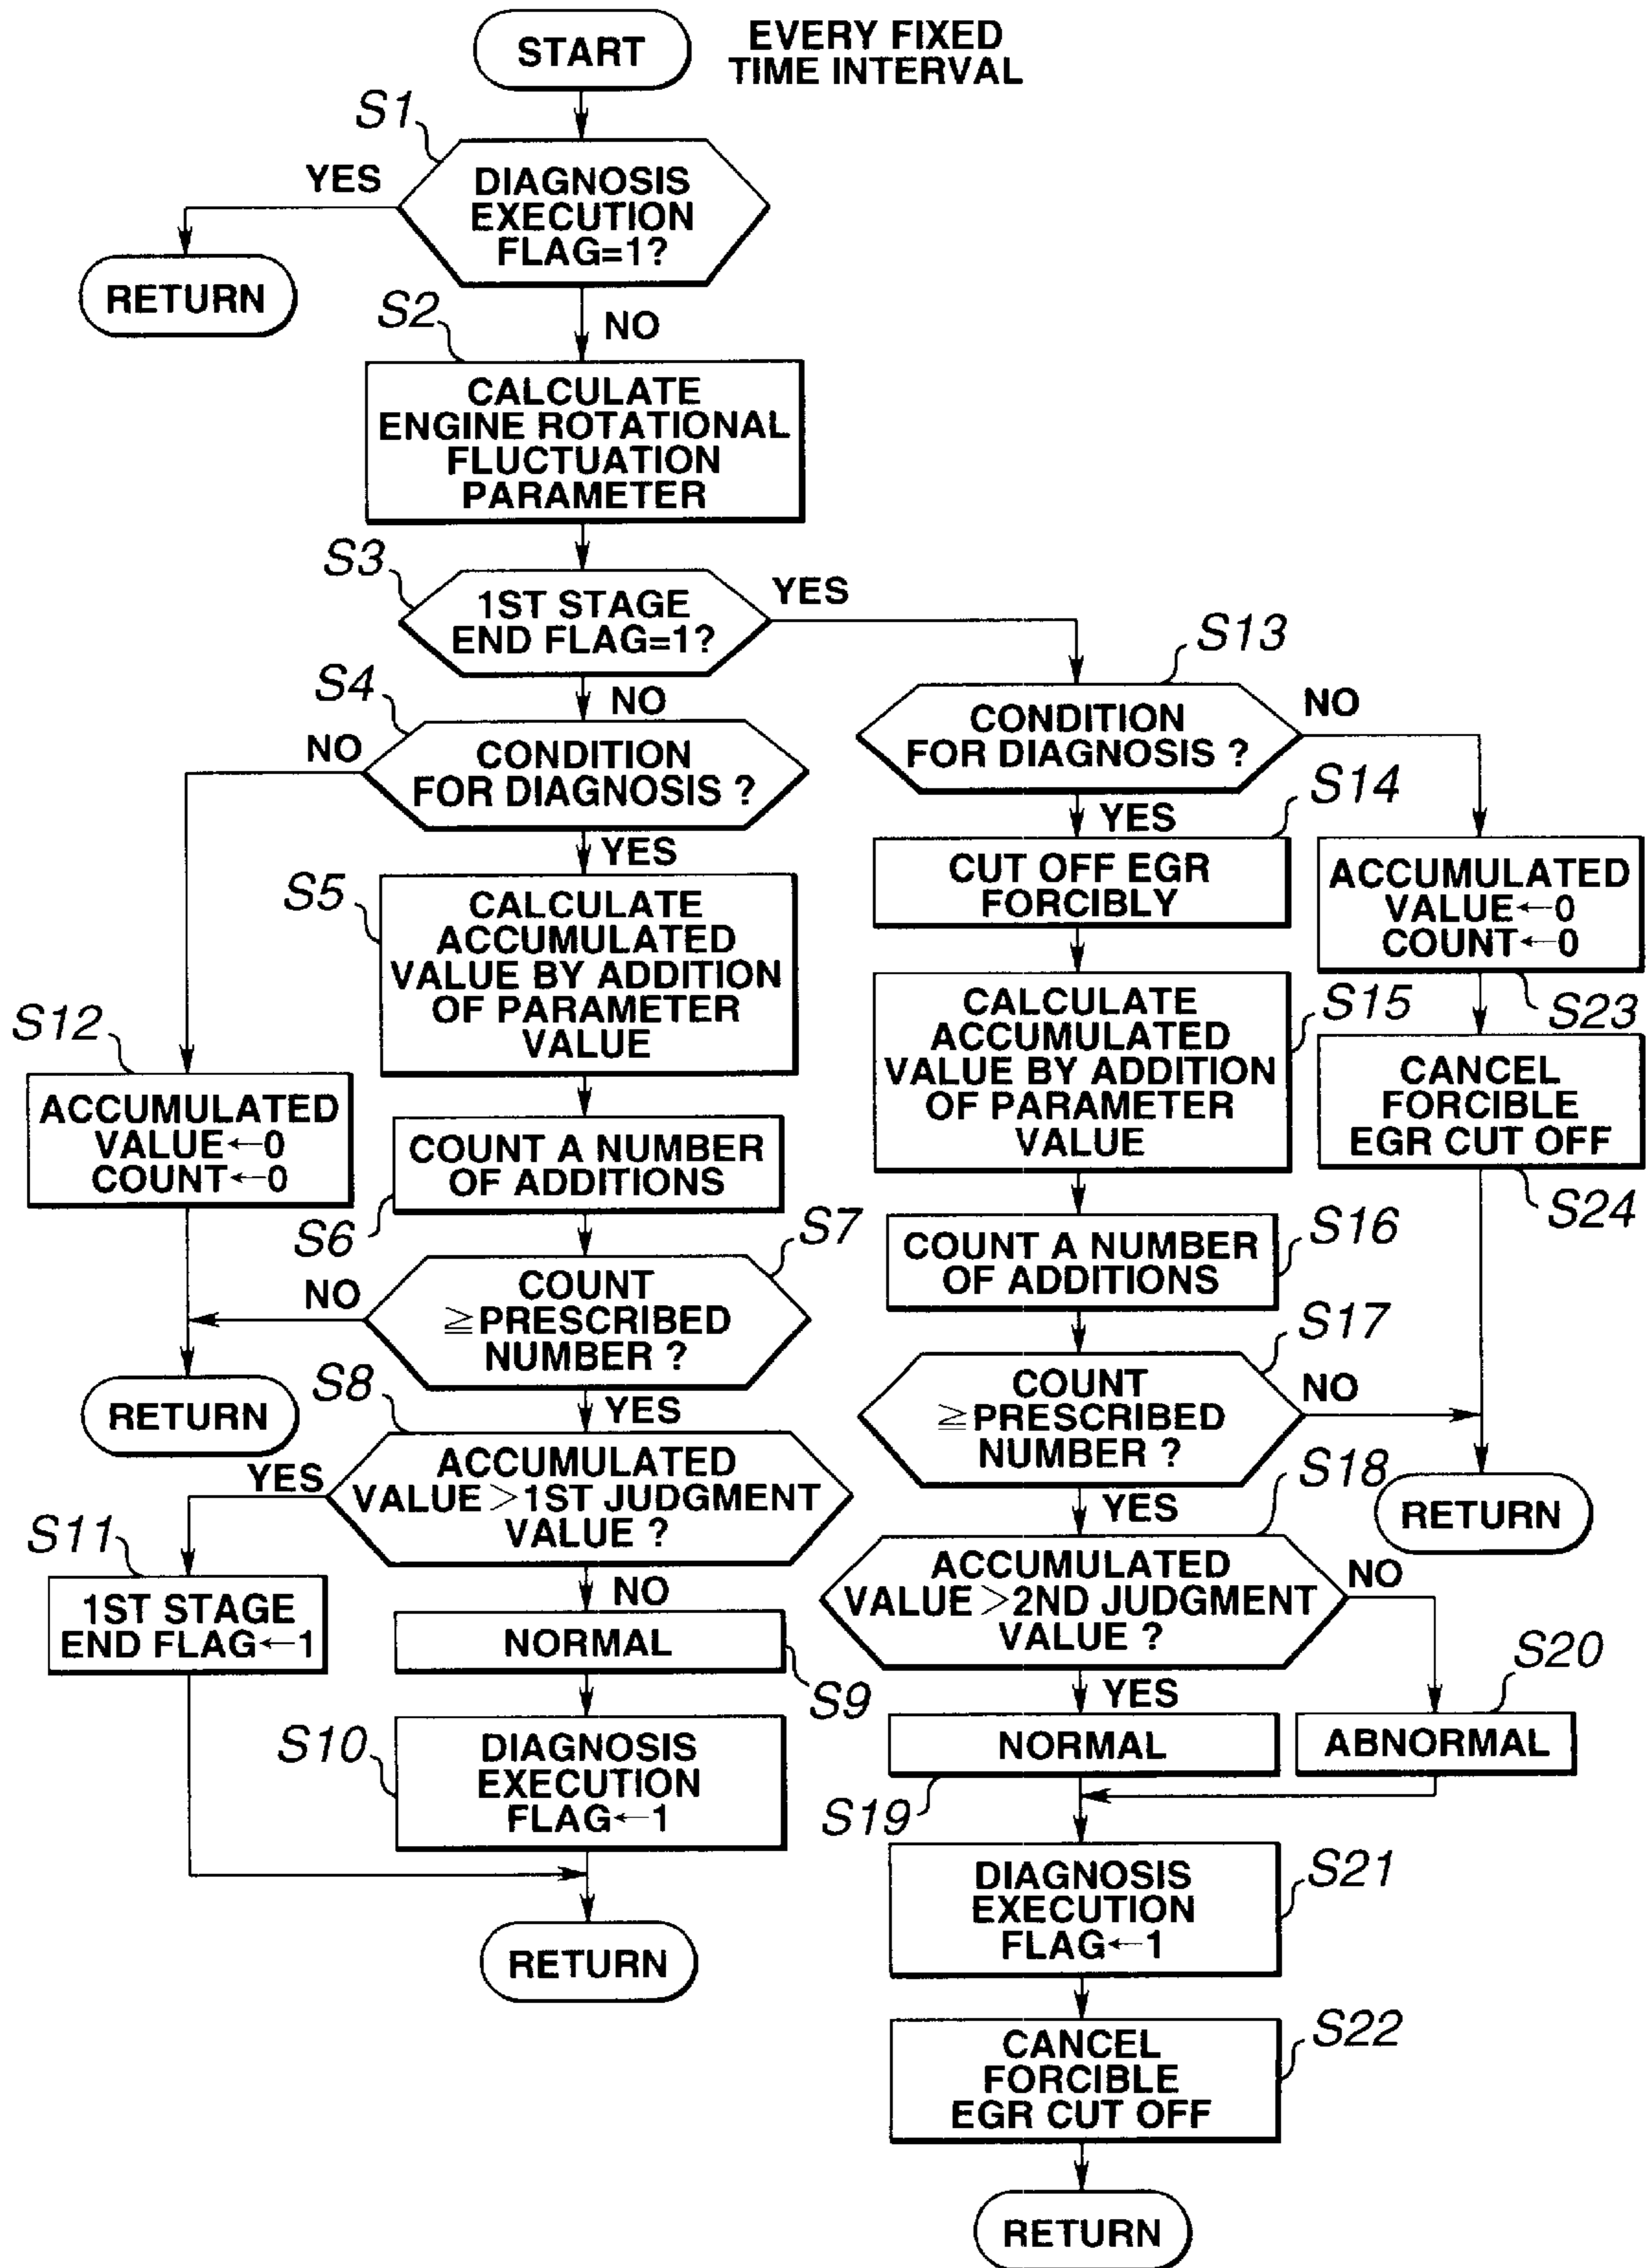 START
EVERY FIXED
TIME INTERVAL
S1
YES
DIAGNOSIS
EXECUTION
FLAG=1?
RETURN
NO
S2
CALCULATE
ENGINE ROTATIONAL
FLUCTUATION
PARAMETER
S3
1ST STAGE
END FLAG=1?
YES
NO
S4
NO
CONDITION
FOR DIAGNOSIS ?
YES
S5
CALCULATE
ACCUMULATED
VALUE BY ADDITION
OF PARAMETER
VALUE
S12
ACCUMULATED
VALUE←0
COUNT←0
COUNT A NUMBER
OF ADDITIONS
S6
S7
NO
COUNT
≧PRESCRIBED
NUMBER ?
RETURN
S8
YES
YES
ACCUMULATED
VALUE>1ST JUDGMENT
VALUE ?
S11
1ST STAGE
END FLAG←1
NO
NORMAL
S9
S10
DIAGNOSIS
EXECUTION
FLAG←1
RETURN
S13
CONDITION
FOR DIAGNOSIS ?
NO
YES
S14
CUT OFF EGR
FORCIBLY
ACCUMULATED
VALUE←0
COUNT←0
S23
S15
CALCULATE
ACCUMULATED
VALUE BY ADDITION
OF PARAMETER
VALUE
CANCEL
FORCIBLE
EGR CUT OFF
S24
COUNT A NUMBER
OF ADDITIONS
S16
S17
COUNT
≧PRESCRIBED
NUMBER ?
NO
YES
S18
RETURN
ACCUMULATED
VALUE>2ND JUDGMENT
VALUE ?
NO
YES
S20
NORMAL
ABNORMAL
S19
DIAGNOSIS
EXECUTION
FLAG←1
S21
CANCEL
FORCIBLE
EGR CUT OFF
S22
RETURN